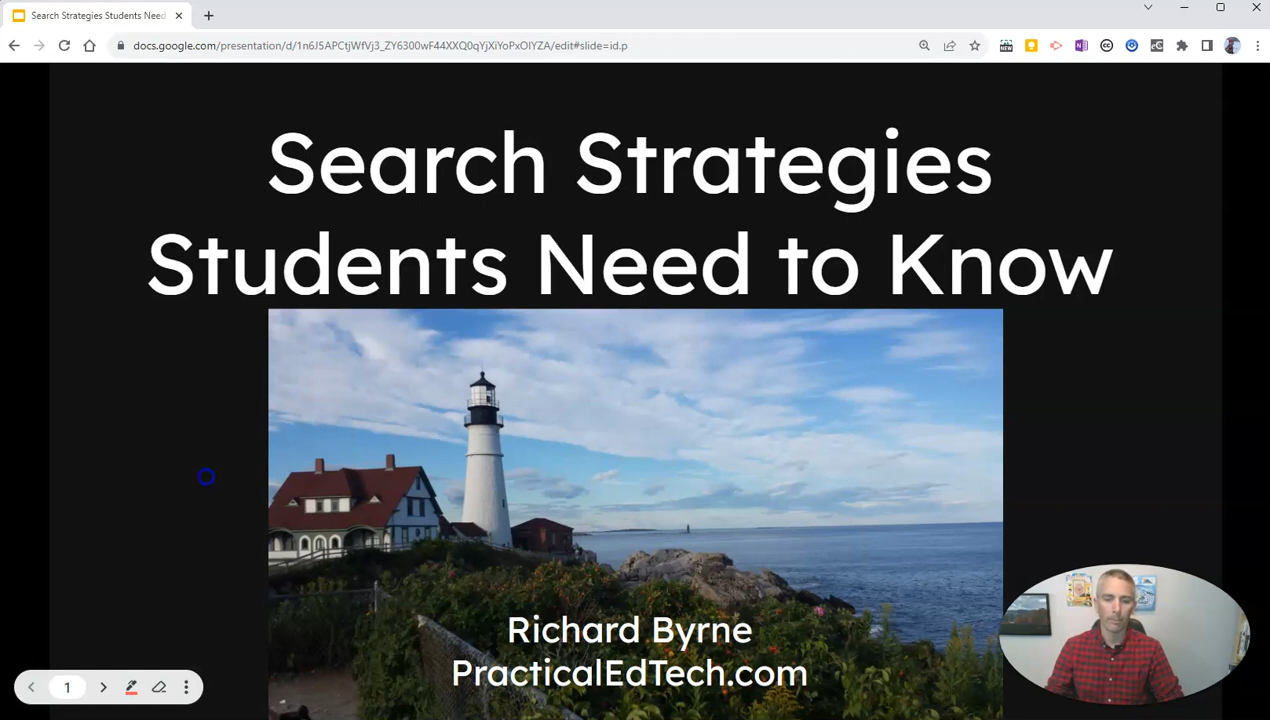 Search Strategies Students Need
docs.google.com/presentation/d/1n6J5APCtjWfVj3_ZY6300wF44XXQ0qYjXiYoPxOIYZA/edit#slide=id.p
NEW
Search Strategies
Students Need to Know
Richard Byrne
PracticalEdTech.com
1